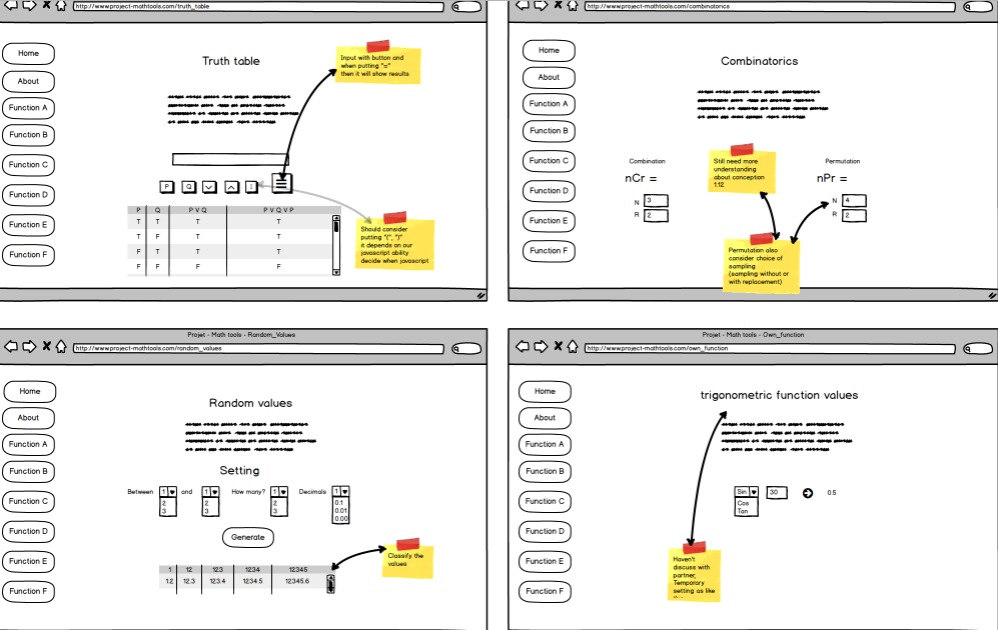 http://www.project-mathtools.com/truth_table
Home
About
Function A
Function B
Function C
Function D
Function E
Function F
Truth table
Input with button and
when putting "="
then it will show results
P
Q
P Q P V Q P V Q V P
T T T T
T F T T
F T T T
F F F F
Should consider
putting "(", ")"
it depends on our
javascript ability
decide when javascript
http://www.project-mathtools.com/combinatorics
Home
About
Function A
Function B
Function C
Function D
Function E
Function F
Combinatorics
Combination
nCr =
N 3
R 2
Still need more
understanding
about conception
1:12
Permutation
nPr =
N 4
R 2
Permutation also
consider choice of
sampling
(sampling without or
with replacement)
Projet - Math tools - Random_Values
http://www.project-mathtools.com/random_values
Home
About
Function A
Function B
Function C
Function D
Function E
Function F
Random values
Setting
Between 1 and 1 How many? 1 Decimals 1
2 2 2 0.1
3 3 3 0.01
0.00
Generate
1 12 123 1234 12345
1.2 12.3 123.4 1234.5 12345.6
Classify the
values
Projet - Math tools - Own_function
http://www.project-mathtools.com/own_function
Home
About
Function A
Function B
Function C
Function D
Function E
Function F
trigonometric function values
Sin 30 0.5
Cos
Tan
Haven't
discuss with
partner,
Temporary
setting as like